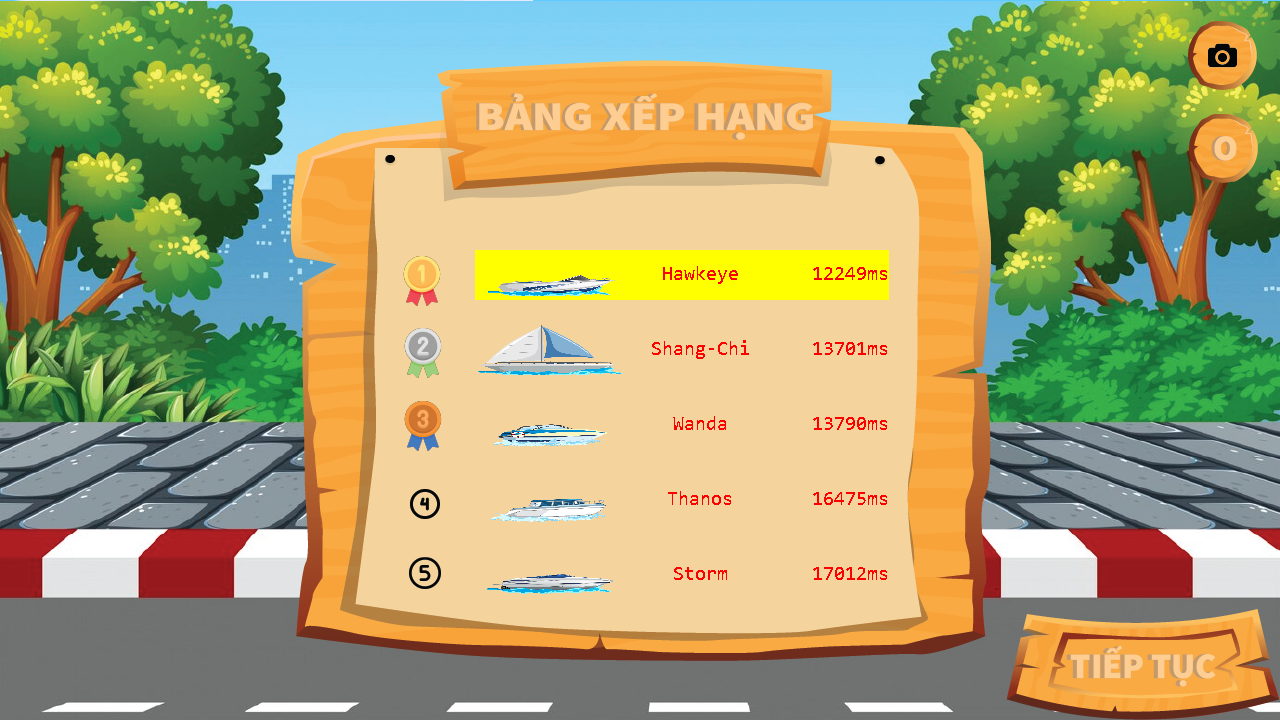 BẢNG XẾP HẠNG
O
1 Hawkeye 12249ms
2 Shang-Chi 13701ms
3 Wanda 13790ms
4 Thanos 16475ms
5 Storm 17012ms
TIẾP TỤC